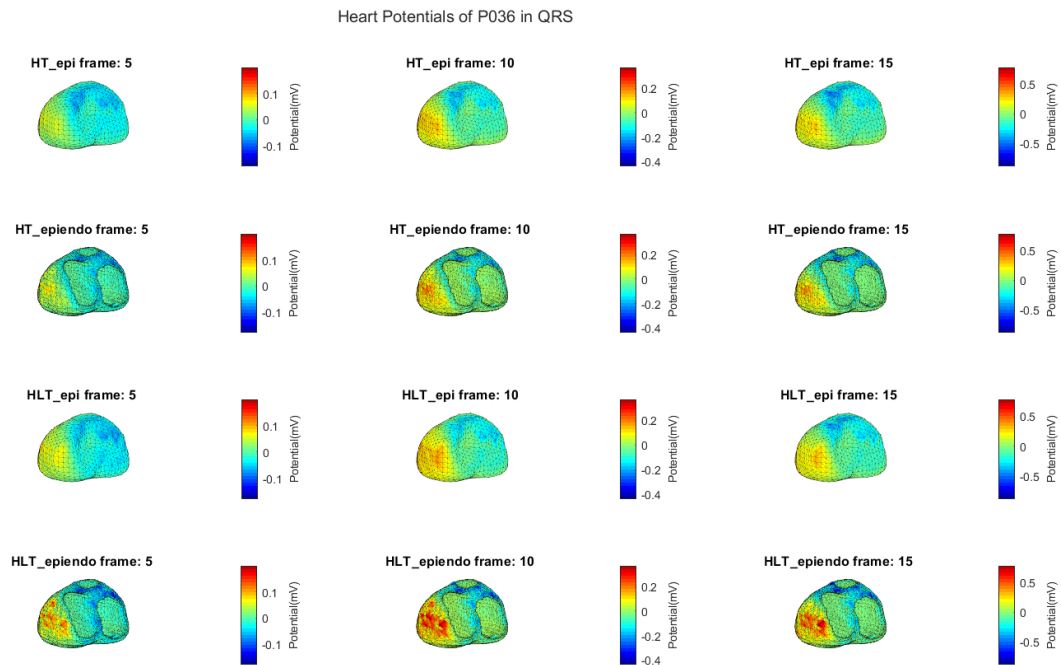 Heart Potentials of P036 in QRS
HT_epi frame: 5
0.1
0
-0.1
Potential(mV)
HT_epi frame: 10
0.2
0
-0.2
-0.4
Potential(mV)
HT_epi frame: 15
0.5
0
-0.5
Potential(mV)
HT_epiendo frame: 5
0.1
0
-0.1
Potential(mV)
HT_epiendo frame: 10
0.2
0
-0.2
-0.4
Potential(mV)
HT_epiendo frame: 15
0.5
0
-0.5
Potential(mV)
HLT_epi frame: 5
0.1
0
-0.1
Potential(mV)
HLT_epi frame: 10
0.2
0
-0.2
-0.4
Potential(mV)
HLT_epi frame: 15
0.5
0
-0.5
Potential(mV)
HLT_epiendo frame: 5
0.1
0
-0.1
Potential(mV)
HLT_epiendo frame: 10
0.2
0
-0.2
-0.4
Potential(mV)
HLT_epiendo frame: 15
0.5
0
-0.5
Potential(mV)